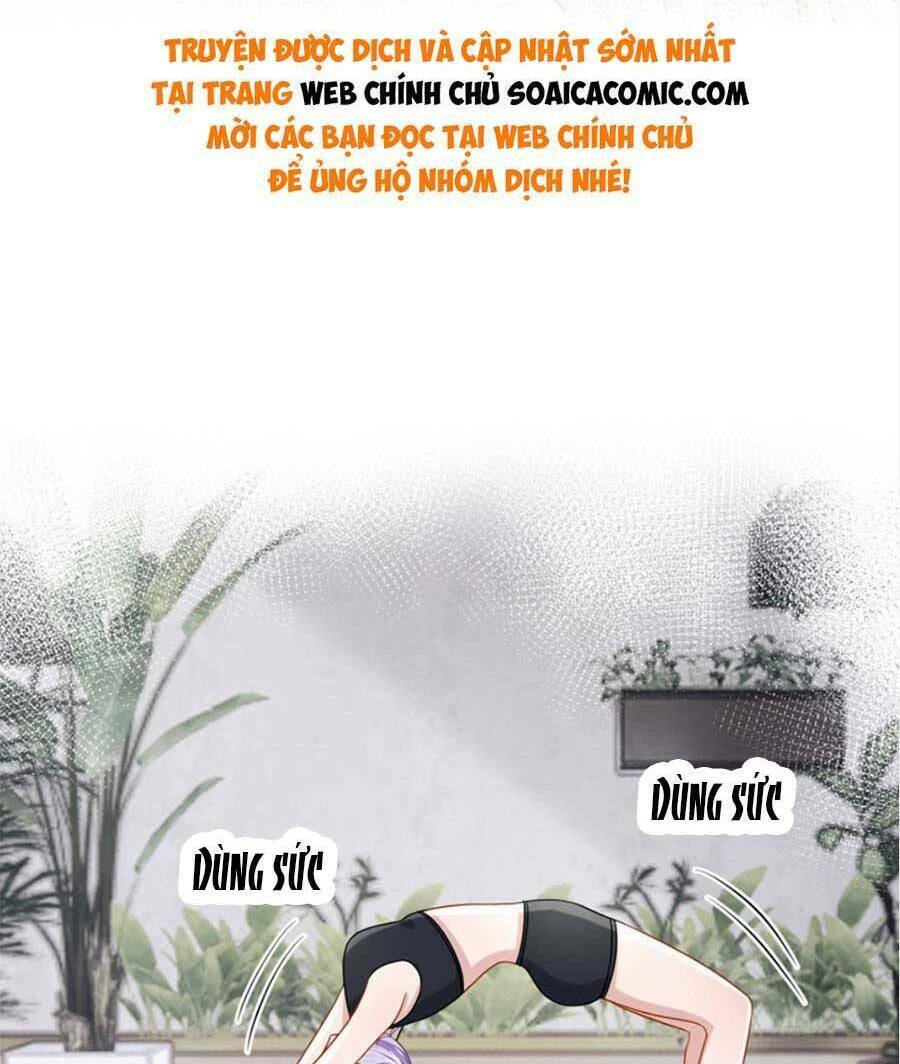 TRUYỆN ĐƯỢC DỊCH VÀ CẬP NHẬT SỚM NHẤT
TẠI TRANG WEB CHÍNH CHỦ SOAICACOMIC.COM
MỜI CÁC BẠN ĐỌC TẠI WEB CHÍNH CHỦ
ĐỂ ỦNG HỘ NHÓM DỊCH NHÉ!
DÙNG SỨC
DÙNG SỨC